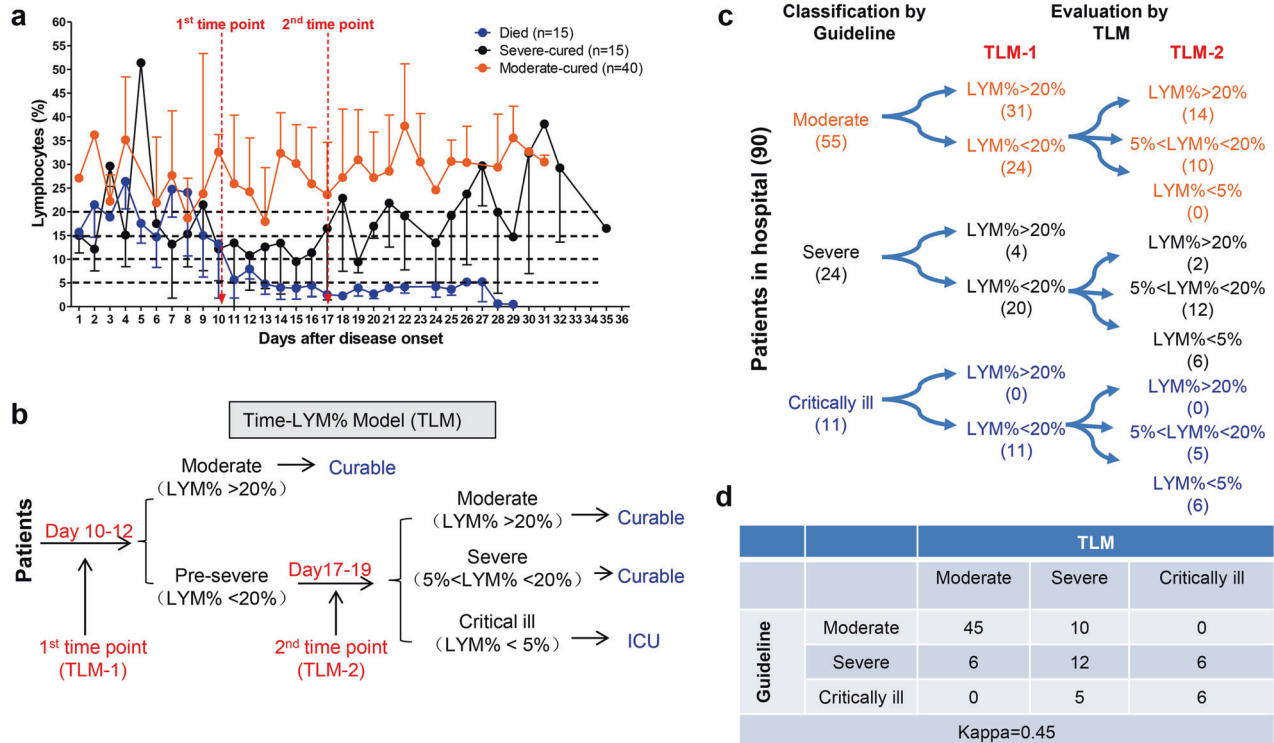 a
1st time point
2nd time point
Died (n=15)
Severe-cured (n=15)
Moderate-cured (n=40)
Lymphocytes (%)
60
55
50
45
40
35
30
25
20
15
10
5
0
1 2 3 4 5 6 7 8 9 10 11 12 13 14 15 16 17 18 19 20 21 22 23 24 25 26 27 28 29 30 31 32 33 34 35 36
Days after disease onset
b
Time-LYM% Model (TLM)
Patients
Day 10-12
1st time point
(TLM-1)
Moderate
(LYM% >20%)
Curable
Pre-severe
(LYM% <20%)
Day17-19
2nd time point
(TLM-2)
Moderate
(LYM% >20%)
Curable
Severe
(5%<LYM% <20%)
Curable
Critical ill
(LYM% < 5%)
ICU
c
Classification by
Guideline
Evaluation by
TLM
TLM-1
TLM-2
Patients in hospital (90)
Moderate
(55)
LYM%>20%
(31)
LYM%<20%
(24)
LYM%>20%
(14)
5%<LYM%<20%
(10)
LYM%<5%
(0)
Severe
(24)
LYM%>20%
(4)
LYM%<20%
(20)
LYM%>20%
(2)
5%<LYM%<20%
(12)
LYM%<5%
(6)
Critically ill
(11)
LYM%>20%
(0)
LYM%<20%
(11)
LYM%>20%
(0)
5%<LYM%<20%
(5)
LYM%<5%
(6)
d
TLM
Moderate Severe Critically ill
Guideline
Moderate 45 10 0
Severe 6 12 6
Critically ill 0 5 6
Kappa=0.45